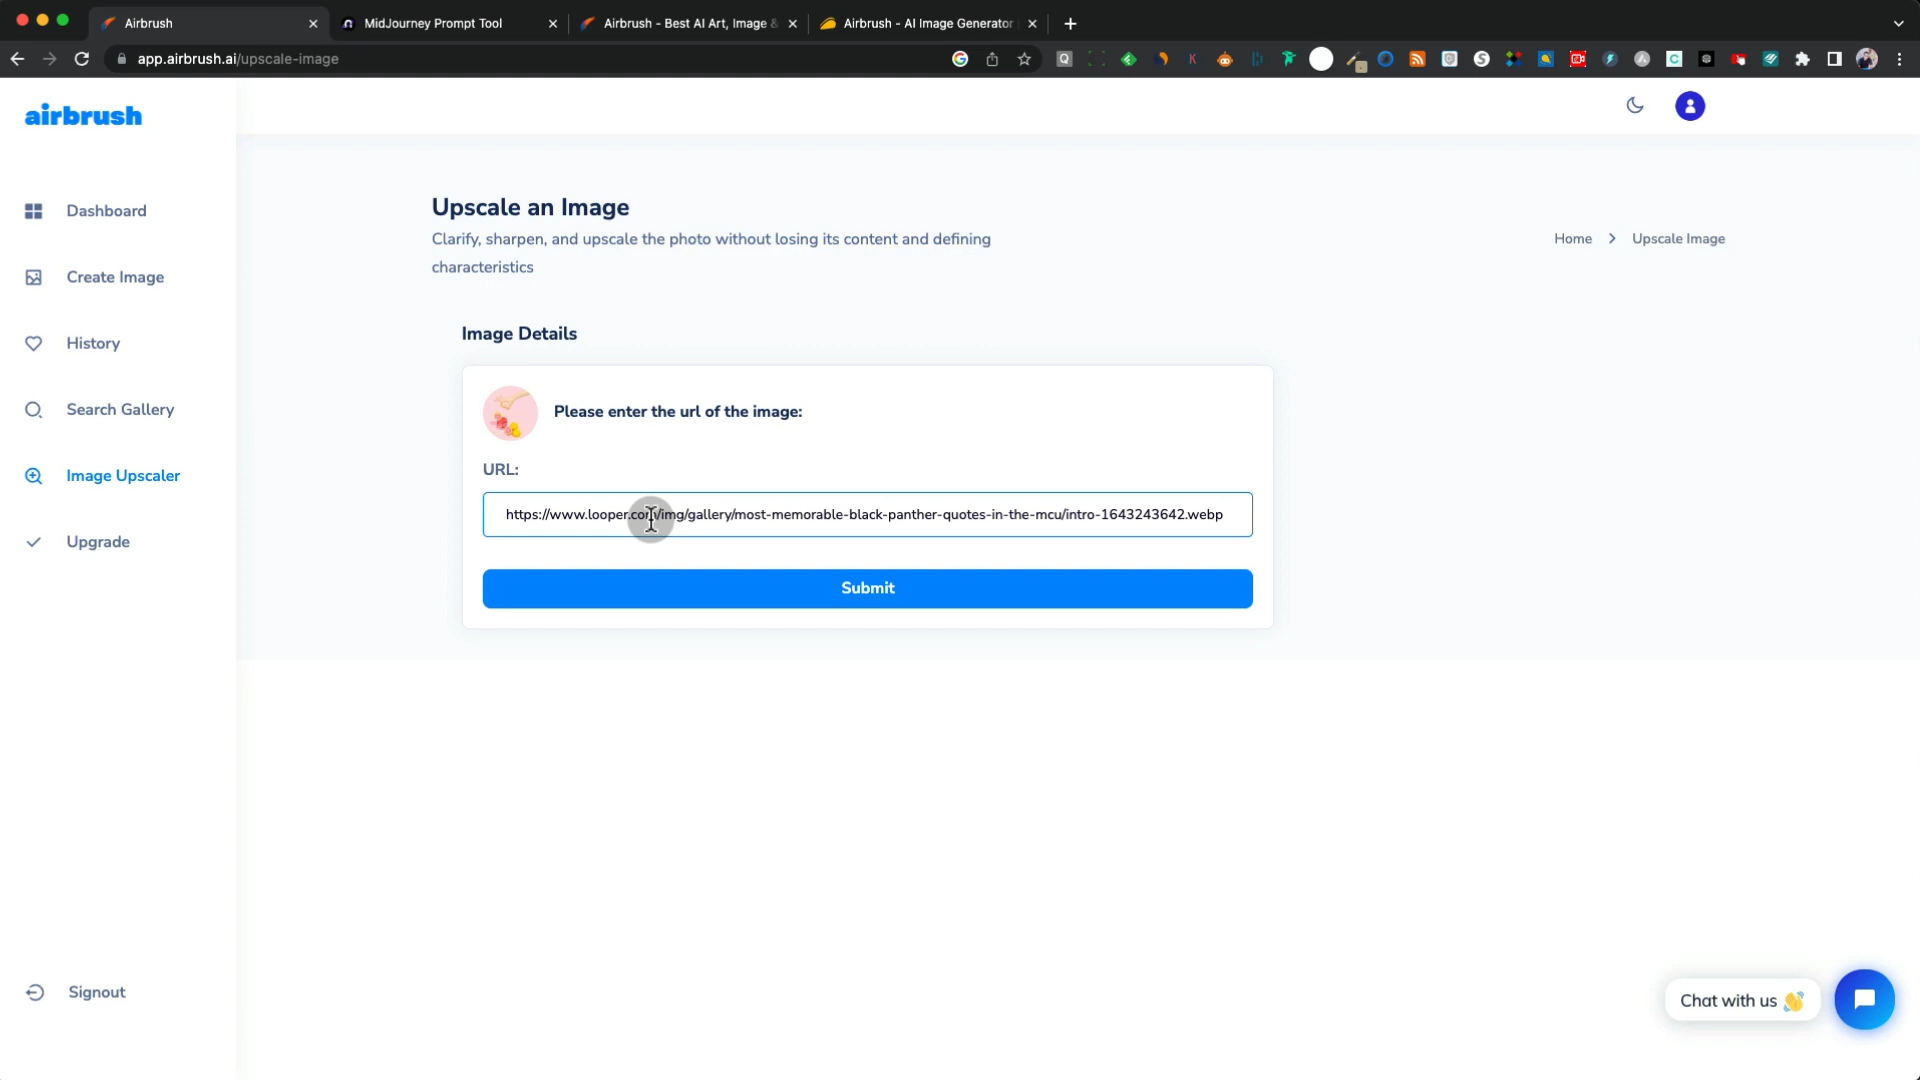 Airbrush
MidJourney Prompt Tool
Airbrush - Best AI Art, Image &
Airbrush - AI Image Generator
app.airbrush.ai/upscale-image
airbrush
Dashboard
Create Image
History
Search Gallery
Image Upscaler
Upgrade
Signout
Upscale an Image
Clarify, sharpen, and upscale the photo without losing its content and defining
characteristics
Home > Upscale Image
Image Details
Please enter the url of the image:
URL:
https://www.looper.com/img/gallery/most-memorable-black-panther-quotes-in-the-mcu/intro-1643243642.webp
Submit
Chat with us 👋